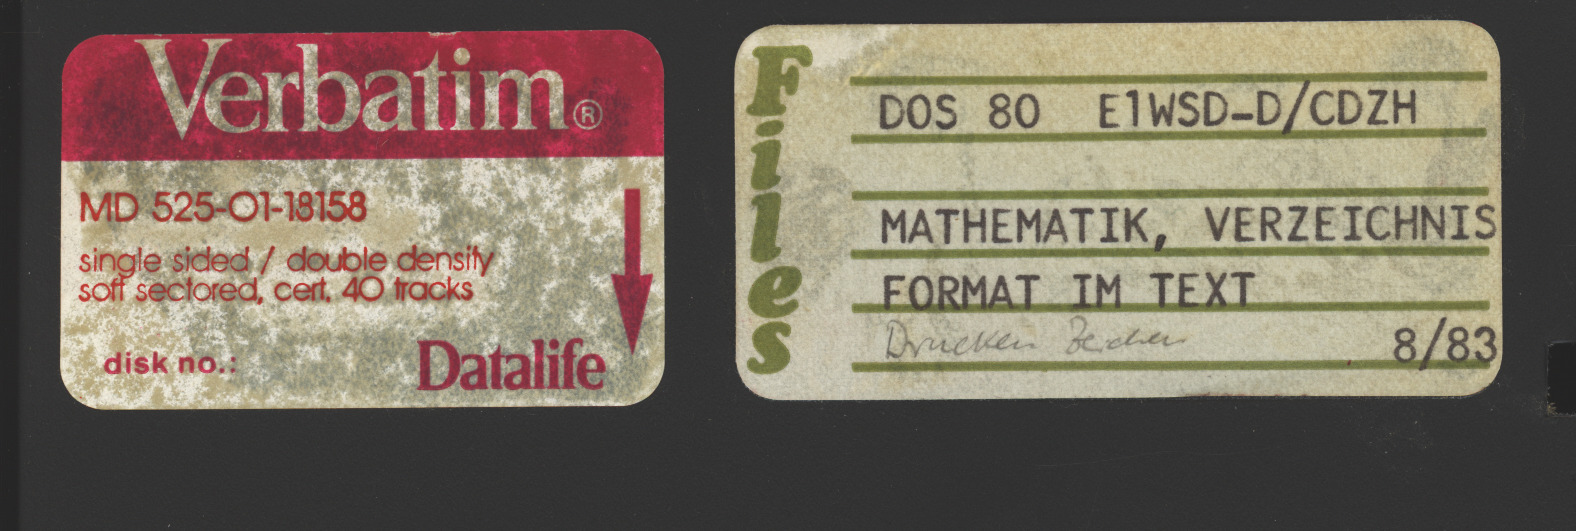 Verbatim®
MD 525-01-18158
single sided / double density
soft sectored, cert. 40 tracks
disk no.:
Datalife
Files
DOS 80 E1WSD-D/CDZH
MATHEMATIK, VERZEICHNIS
FORMAT IM TEXT
Drucken Zeichen
8/83